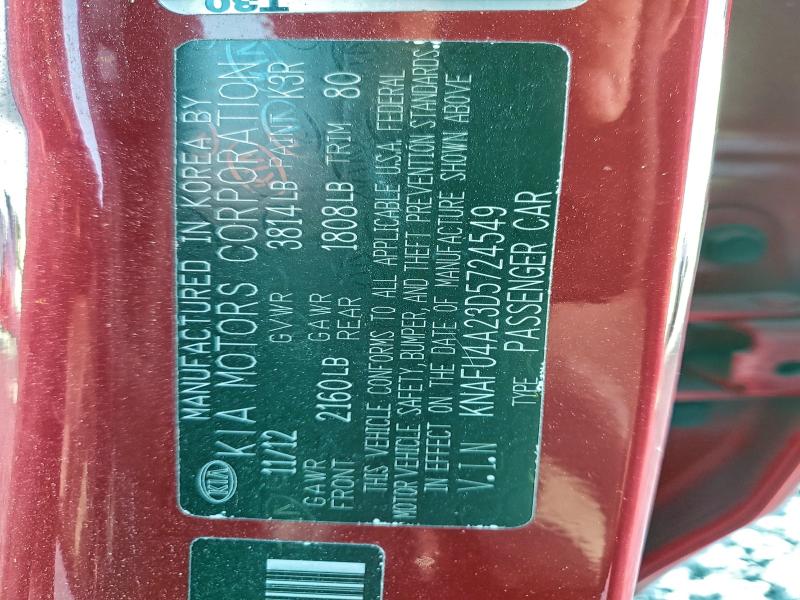 MANUFACTURED IN KOREA BY
KIA KIA MOTORS CORPORATION
11/12 GVWR 3814LB PAINT K3R
GAWR FRONT 2160LB GAWR REAR 1808LB TRIM 80
THIS VEHICLE CONFORMS TO ALL APPLICABLE U.S.A. FEDERAL
MOTOR VEHICLE SAFETY, BUMPER, AND THEFT PREVENTION STANDARDS
IN EFFECT ON THE DATE OF MANUFACTURE SHOWN ABOVE
V.I.N KNAFU4A23D5724549
TYPE PASSENGER CAR
T30